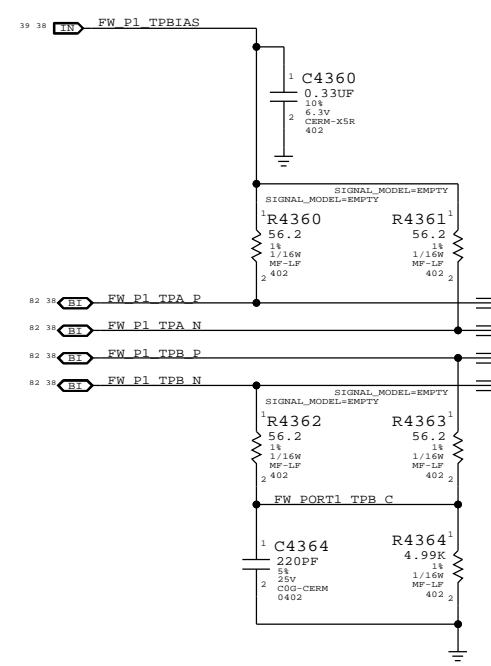 39 38 IN FW_P1_TPBIAS
1 C4360
0.33UF
10%
6.3V
2 CERM-X5R
402
SIGNAL_MODEL=EMPTY
SIGNAL_MODEL=EMPTY
1 R4360
56.2
1%
1/16W
MF-LF
2 402
R4361 1
56.2
1%
1/16W
MF-LF
402 2
82 38 BI FW_P1_TPA_P
82 38 BI FW_P1_TPA_N
82 38 BI FW_P1_TPB_P
82 38 BI FW_P1_TPB_N
SIGNAL_MODEL=EMPTY
SIGNAL_MODEL=EMPTY
1 R4362
56.2
1%
1/16W
MF-LF
2 402
R4363 1
56.2
1%
1/16W
MF-LF
402 2
FW_PORT1_TPB_C
1 C4364
220PF
5%
25V
2 C0G-CERM
0402
R4364 1
4.99K
1%
1/16W
MF-LF
402 2